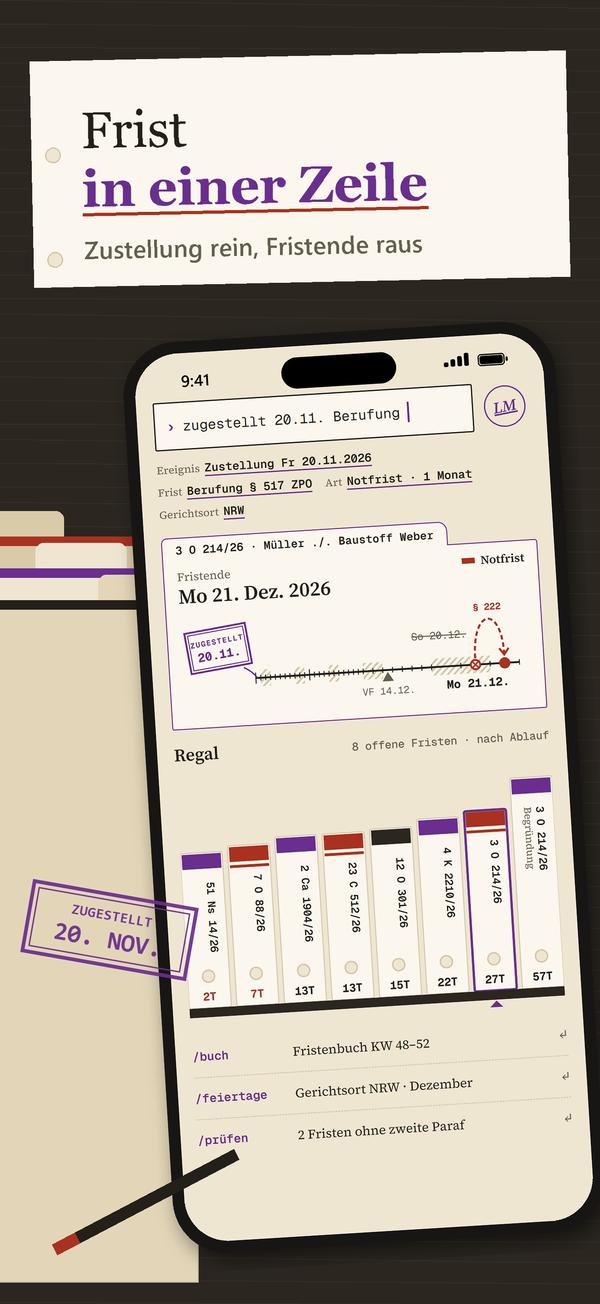 Frist
in einer Zeile
Zustellung rein, Fristende raus
9:41
› zugestellt 20.11. Berufung
LM
Ereignis Zustellung Fr 20.11.2026
Frist Berufung § 517 ZPO Art Notfrist · 1 Monat
Gerichtsort NRW
3 O 214/26 · Müller ./. Baustoff Weber
Fristende
Notfrist
Mo 21. Dez. 2026
§ 222
ZUGESTELLT
20.11.
So 20.12.
VF 14.12.
Mo 21.12.
Regal
8 offene Fristen · nach Ablauf
51 Ns 14/26
2T
7 O 88/26
7T
2 Ca 1904/26
13T
23 C 512/26
13T
12 O 301/26
15T
4 K 2210/26
22T
3 O 214/26
27T
3 O 214/26
Begründung
57T
ZUGESTELLT
20. NOV.
/buch Fristenbuch KW 48–52 ↵
/feiertage Gerichtsort NRW · Dezember ↵
/prüfen 2 Fristen ohne zweite Paraf ↵